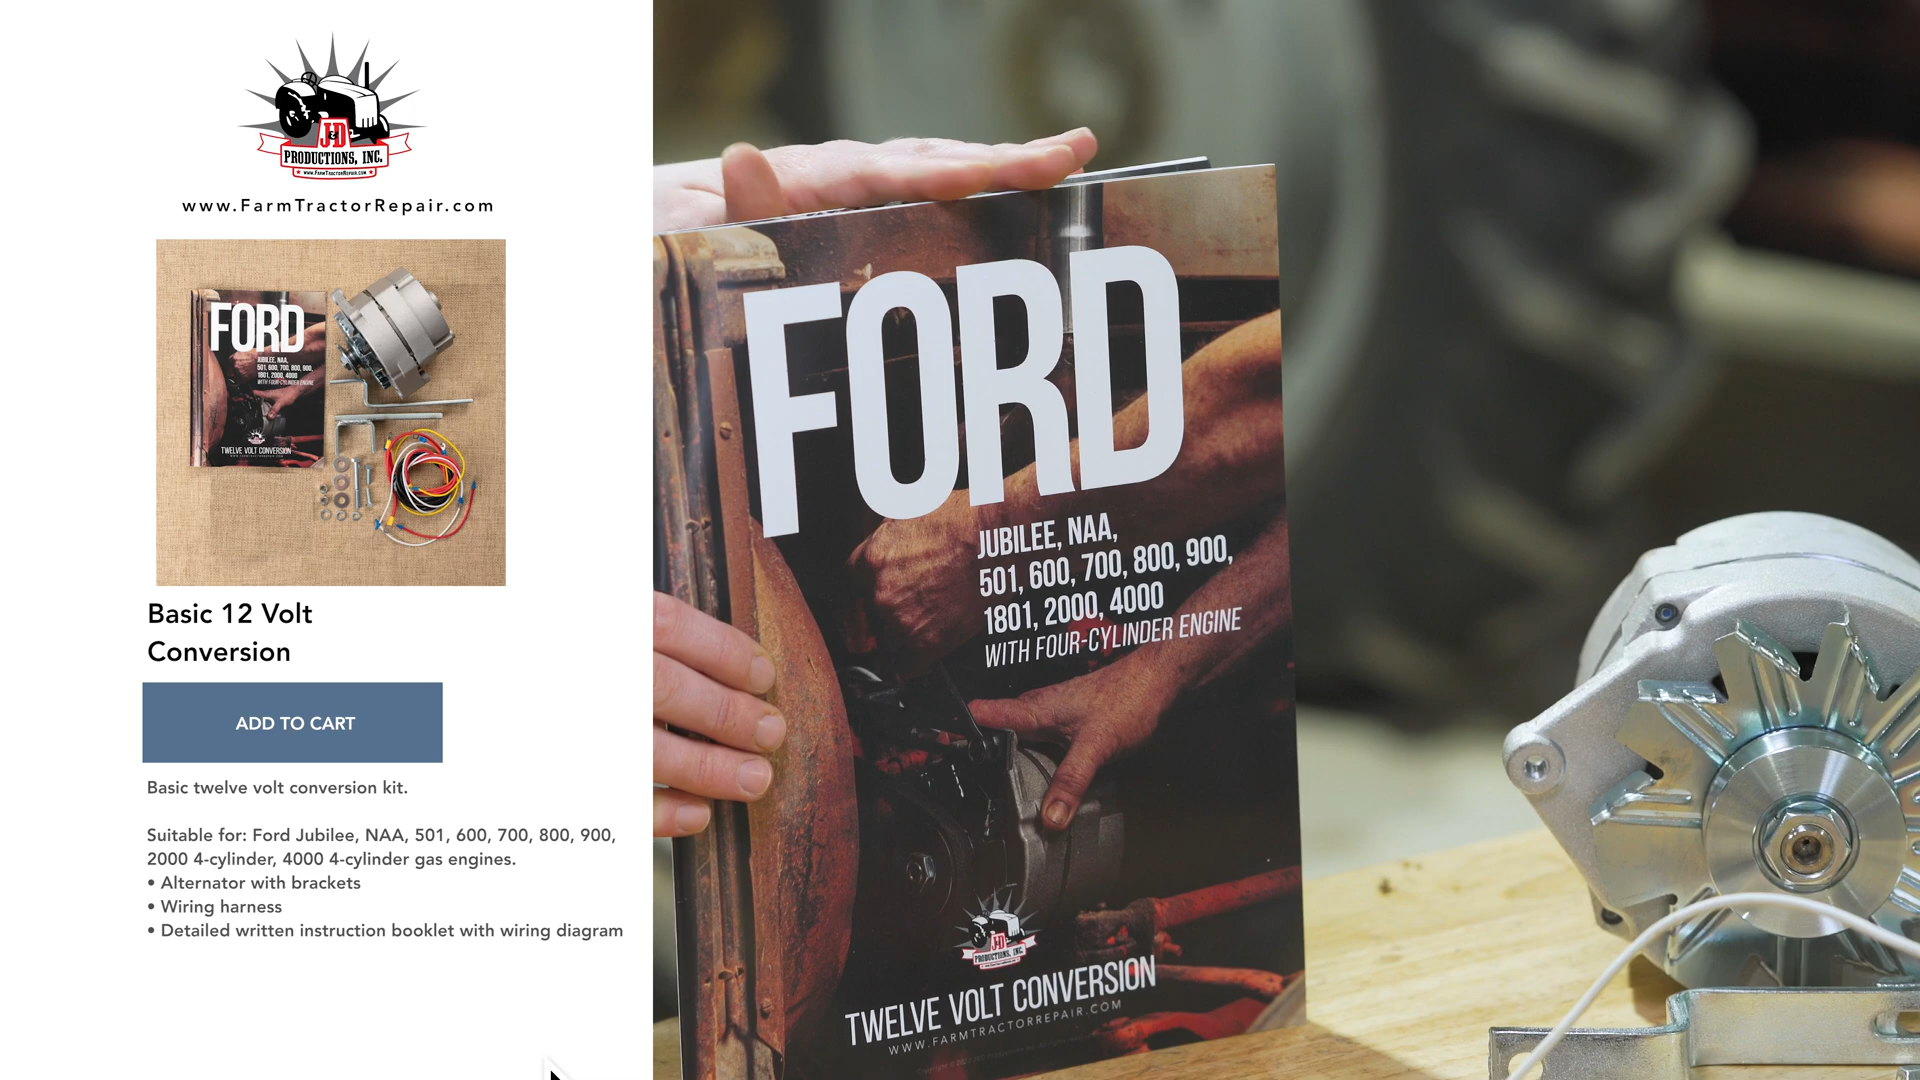 J&D
PRODUCTIONS, INC.
www.FarmTractorRepair.com
www.FarmTractorRepair.com
FORD
JUBILEE, NAA,
501, 600, 700, 800, 900,
1801, 2000, 4000
WITH FOUR-CYLINDER ENGINE
TWELVE VOLT CONVERSION
Basic 12 Volt
Conversion
ADD TO CART
Basic twelve volt conversion kit.
Suitable for: Ford Jubilee, NAA, 501, 600, 700, 800, 900,
2000 4-cylinder, 4000 4-cylinder gas engines.
• Alternator with brackets
• Wiring harness
• Detailed written instruction booklet with wiring diagram
FORD
JUBILEE, NAA,
501, 600, 700, 800, 900,
1801, 2000, 4000
WITH FOUR-CYLINDER ENGINE
J&D
PRODUCTIONS, INC.
TWELVE VOLT CONVERSION
WWW.FARMTRACTORREPAIR.COM